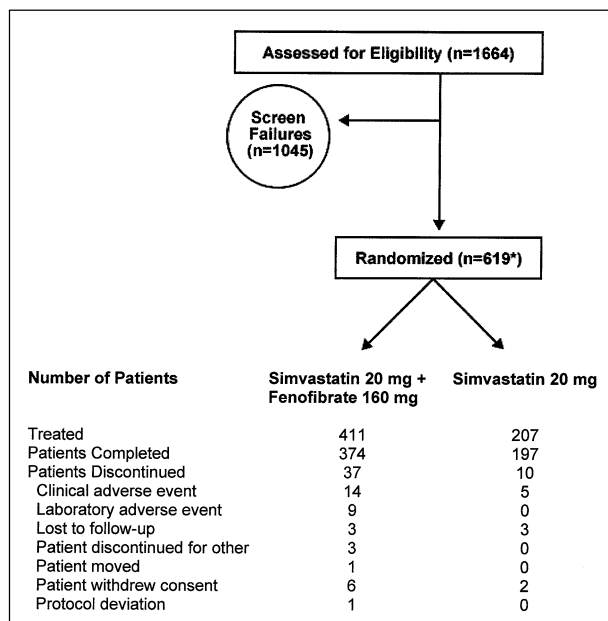 Assessed for Eligibility (n=1664)
Screen
Failures
(n=1045)
Randomized (n=619*)
Number of Patients Simvastatin 20 mg + Simvastatin 20 mg
Fenofibrate 160 mg
Treated 411 207
Patients Completed 374 197
Patients Discontinued 37 10
Clinical adverse event 14 5
Laboratory adverse event 9 0
Lost to follow-up 3 3
Patient discontinued for other 3 0
Patient moved 1 0
Patient withdrew consent 6 2
Protocol deviation 1 0